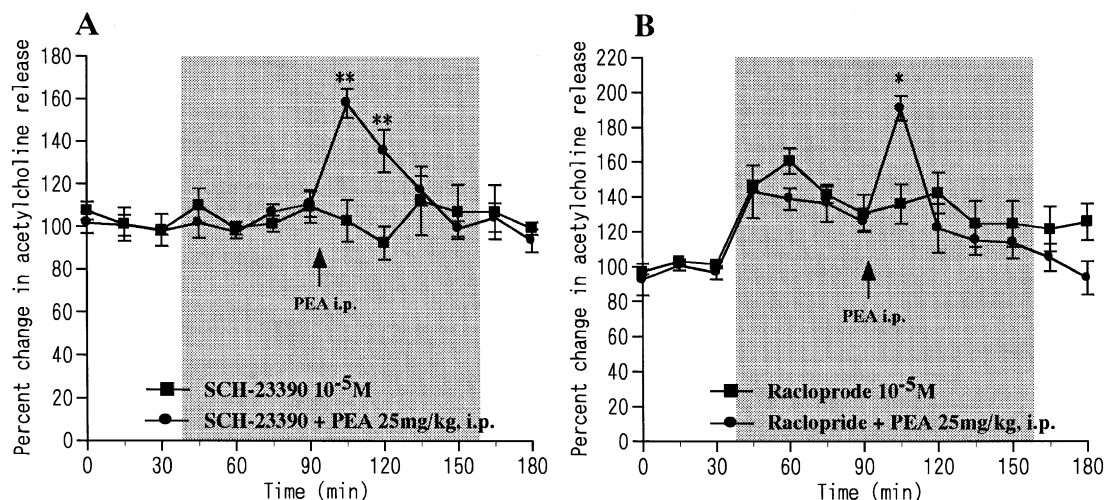 A
Percent change in acetylcholine release
180
160
140
120
100
80
60
40
20
0
**
**
PEA i.p.
SCH-23390 10-5M
SCH-23390 + PEA 25mg/kg, i.p.
0 30 60 90 120 150 180
Time (min)
B
Percent change in acetylcholine release
220
200
180
160
140
120
100
80
60
40
20
0
*
PEA i.p.
Racloprode 10-5M
Raclopride + PEA 25mg/kg, i.p.
0 30 60 90 120 150 180
Time (min)